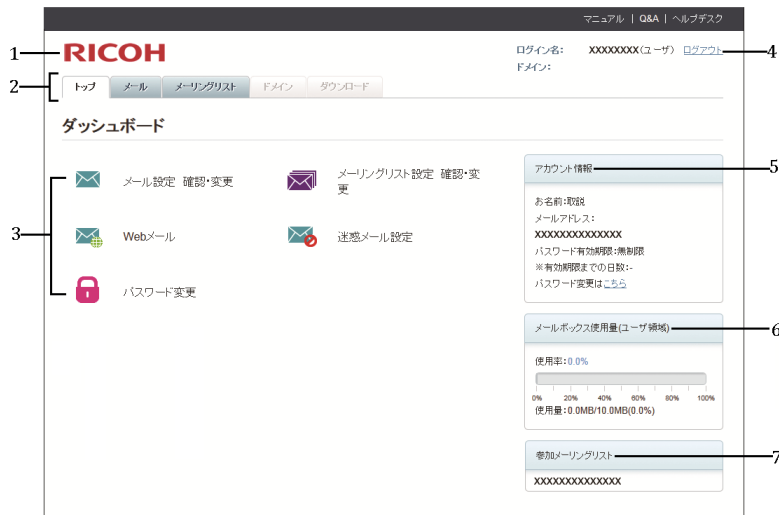 マニュアル | Q&A | ヘルプデスク
1
RICOH
ログイン名: XXXXXXXX(ユーザ) ログアウト
4
ドメイン:
2
トップ メール メーリングリスト ドメイン ダウンロード
ダッシュボード
3
メール設定 確認・変更
メーリングリスト設定 確認・変
更
Webメール
迷惑メール設定
パスワード変更
アカウント情報
5
お名前:取説
メールアドレス:
XXXXXXXXXXXXXX
パスワード有効期限:無制限
※有効期限までの日数:-
パスワード変更はこちら
メールボックス使用量(ユーザ領域)
6
使用率:0.0%
0% 20% 40% 60% 80% 100%
使用量:0.0MB/10.0MB(0.0%)
参加メーリングリスト
7
XXXXXXXXXXXXXX